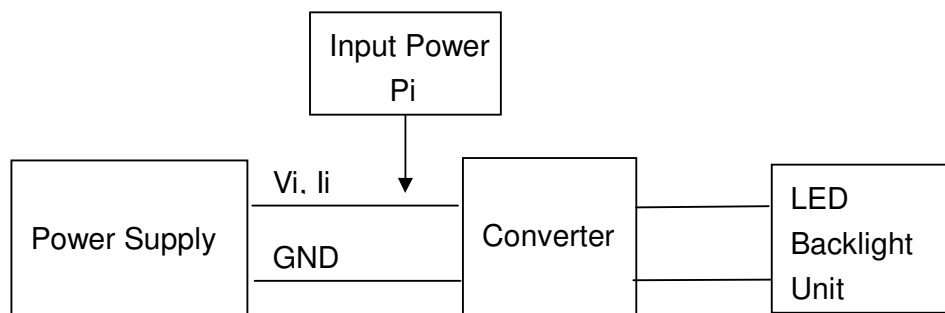 Input Power
Pi
Vi, Ii
Power Supply
GND
Converter
LED
Backlight
Unit